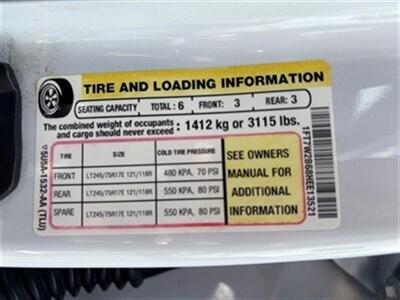 TIRE AND LOADING INFORMATION
SEATING CAPACITY TOTAL : 6 FRONT: 3 REAR: 3
The combined weight of occupants and cargo should never exceed : 1412 kg or 3115 lbs.
TIRE SIZE COLD TIRE PRESSURE
FRONT LT245/75R17E 121/118R 480 KPA, 70 PSI
REAR LT245/75R17E 121/118R 550 KPA, 80 PSI
SPARE LT245/75R17E 121/118R 550 KPA, 80 PSI
SEE OWNERS
MANUAL FOR
ADDITIONAL
INFORMATION